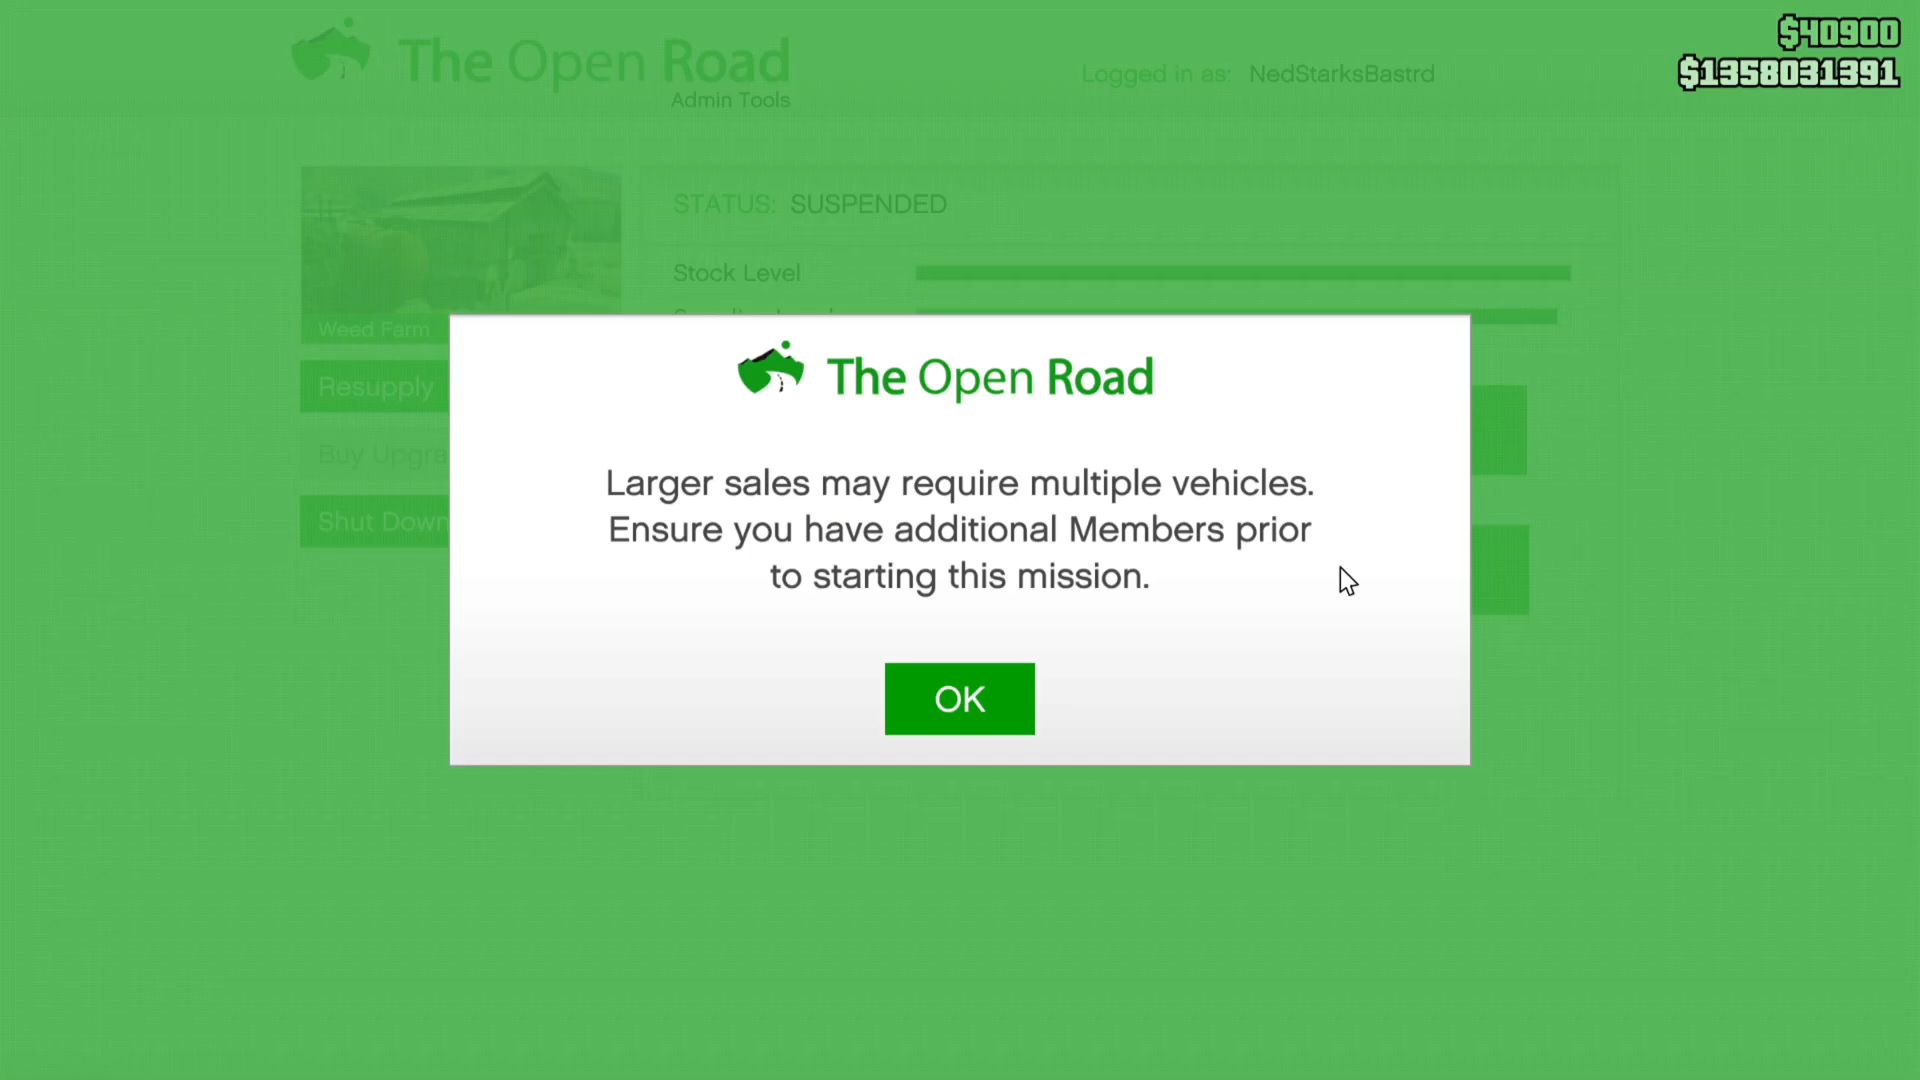 The Open Road
Admin Tools
Logged in as: NedStarksBastrd
$40900
$1358031391
STATUS: SUSPENDED
Stock Level
Weed Farm
Resupply
Buy Upgra
Shut Down
The Open Road
Larger sales may require multiple vehicles.
Ensure you have additional Members prior
to starting this mission.
OK